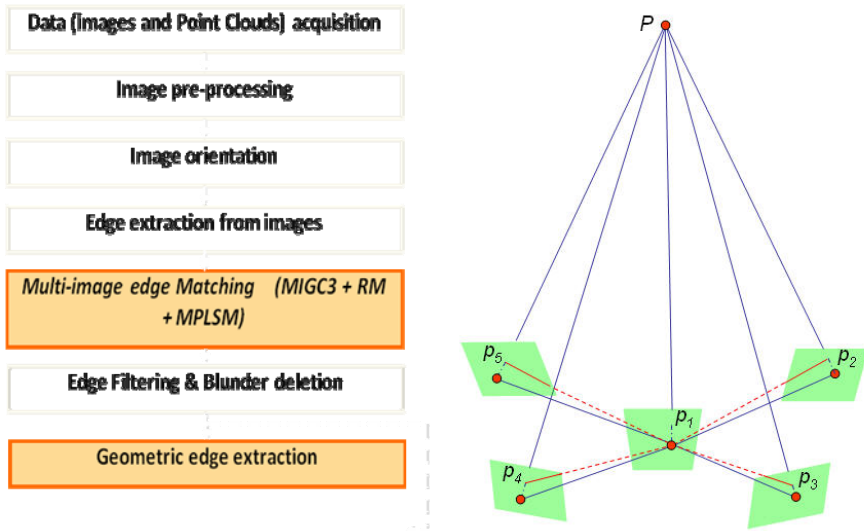 Data (Images and Point Clouds) acquisition
Image pre-processing
Image orientation
Edge extraction from images
Multi-image edge Matching (MIGC3 + RM
+ MPLSM)
Edge Filtering & Blunder deletion
Geometric edge extraction
P
p5
p2
p1
p4
p3